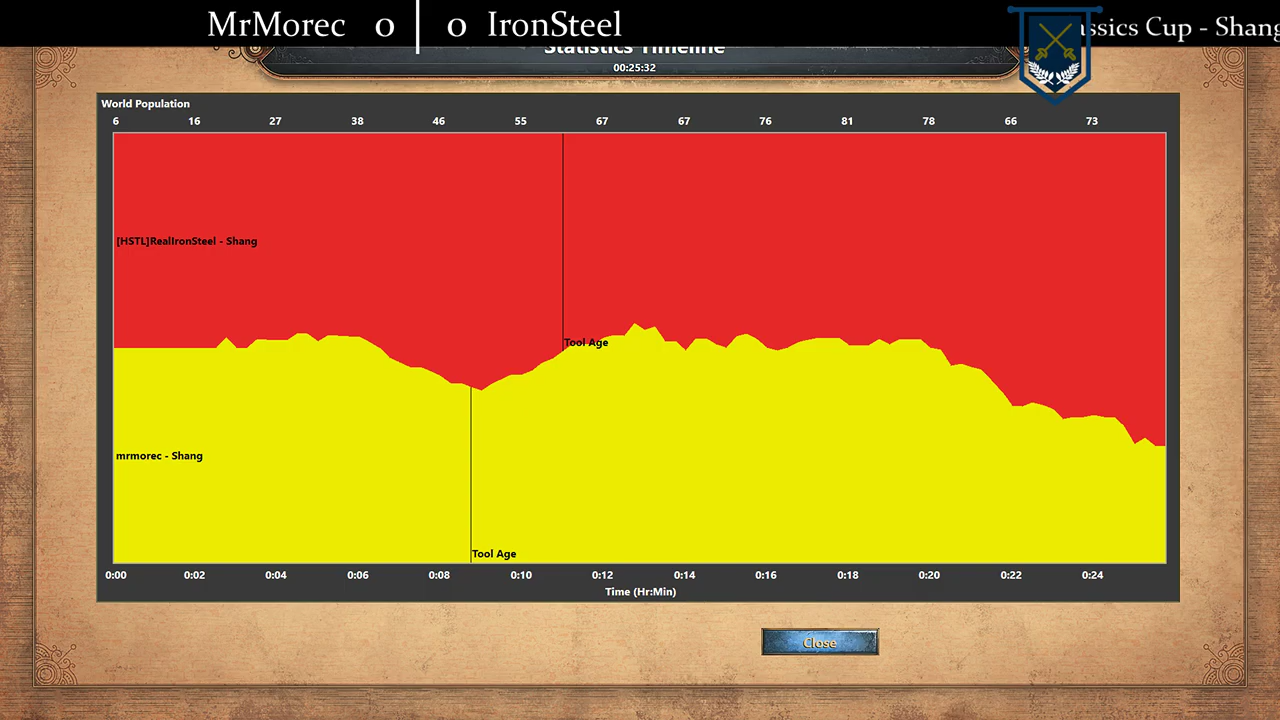 MrMorec 0 0 IronSteel
ssics Cup - Shang
Statistics Timeline
00:25:32
World Population
6 16 27 38 46 55 67 67 76 81 78 66 73
[HSTL]RealIronSteel - Shang
Tool Age
mrmorec - Shang
Tool Age
0:00 0:02 0:04 0:06 0:08 0:10 0:12 0:14 0:16 0:18 0:20 0:22 0:24
Time (Hr:Min)
Close